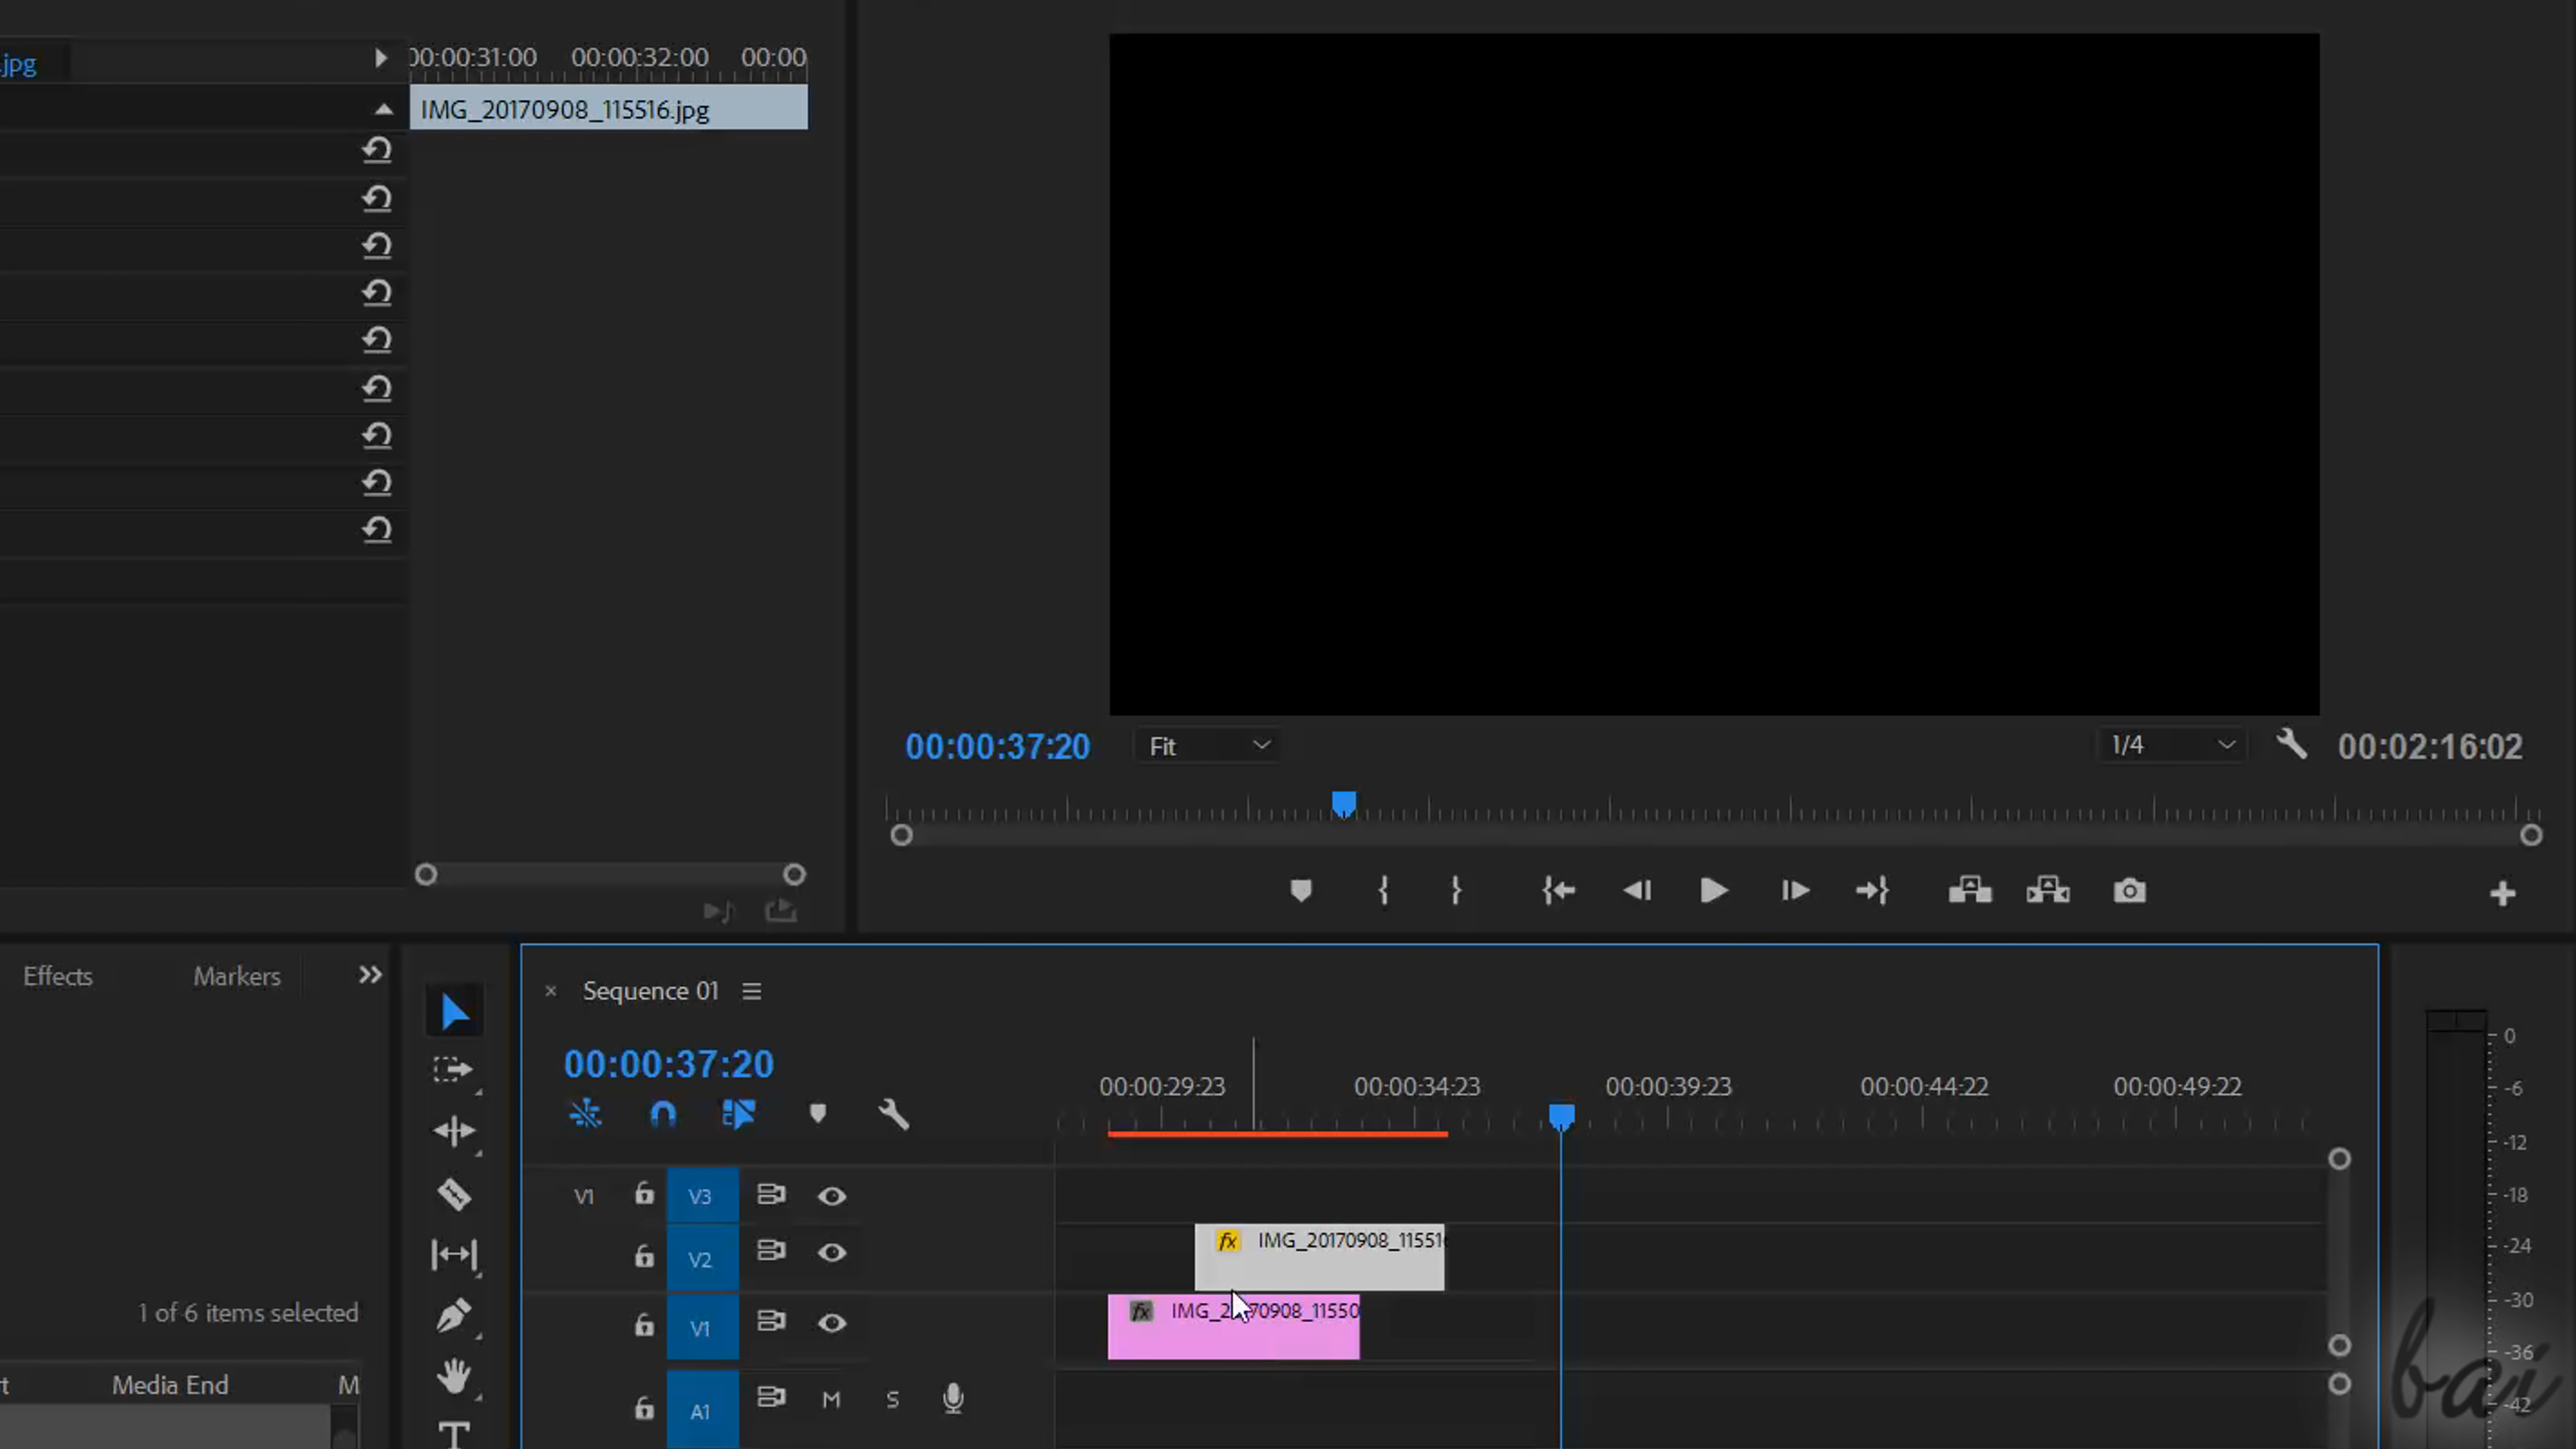 .jpg
00:00:31:00 00:00:32:00 00:00
IMG_20170908_115516.jpg
00:00:37:20 Fit 1/4 00:02:16:02
Effects Markers
Sequence 01
00:00:37:20
00:00:29:23 00:00:34:23 00:00:39:23 00:00:44:22 00:00:49:22
V1 V3
fx IMG_20170908_11551
V2
fx IMG_20170908_11550
V1
A1 M S
1 of 6 items selected
Media End M
T
0
-6
-12
-18
-24
-30
-36
-42
bai